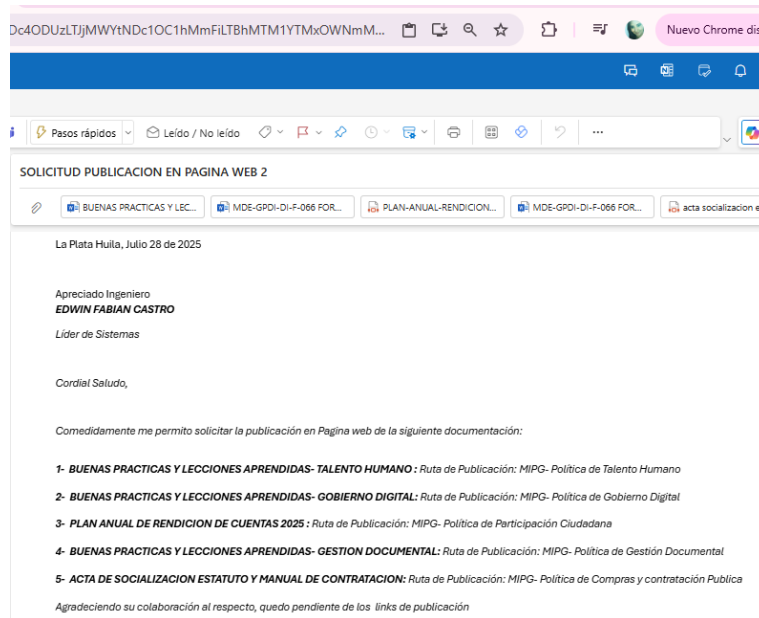 Dc4ODUzLTJjMWYtNDc1OC1hMmFiLTBhMTM1YTMxOWNmM...
Nuevo Chrome dis
Pasos rápidos
Leído / No leído
SOLICITUD PUBLICACION EN PAGINA WEB 2
BUENAS PRACTICAS Y LEC...
MDE-GPDI-DI-F-066 FOR...
PLAN-ANUAL-RENDICION...
MDE-GPDI-DI-F-066 FOR...
acta socializacion e
La Plata Huila, Julio 28 de 2025
Apreciado Ingeniero
EDWIN FABIAN CASTRO
Líder de Sistemas
Cordial Saludo,
Comedidamente me permito solicitar la publicación en Pagina web de la siguiente documentación:
1- BUENAS PRACTICAS Y LECCIONES APRENDIDAS- TALENTO HUMANO : Ruta de Publicación: MIPG- Política de Talento Humano
2- BUENAS PRACTICAS Y LECCIONES APRENDIDAS- GOBIERNO DIGITAL: Ruta de Publicación: MIPG- Política de Gobierno Digital
3- PLAN ANUAL DE RENDICION DE CUENTAS 2025 : Ruta de Publicación: MIPG- Política de Participación Ciudadana
4- BUENAS PRACTICAS Y LECCIONES APRENDIDAS- GESTION DOCUMENTAL: Ruta de Publicación: MIPG- Política de Gestión Documental
5- ACTA DE SOCIALIZACION ESTATUTO Y MANUAL DE CONTRATACION: Ruta de Publicación: MIPG- Política de Compras y contratación Publica
Agradeciendo su colaboración al respecto, quedo pendiente de los links de publicación